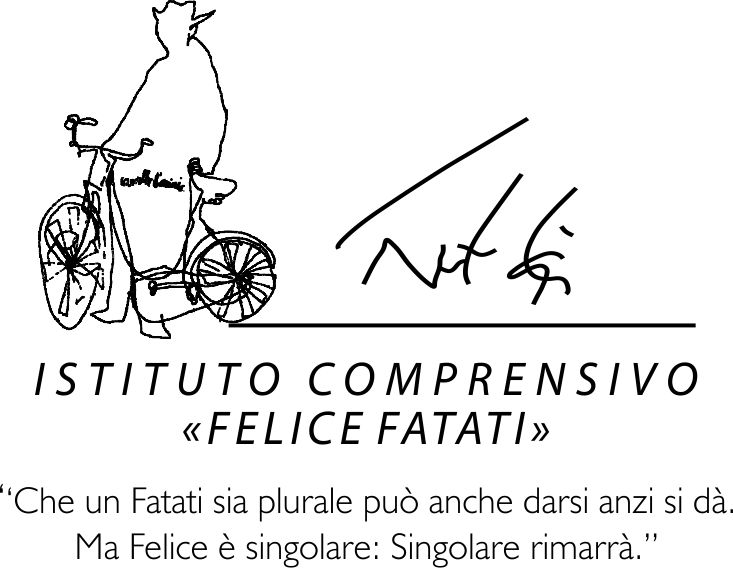 ISTITUTO COMPRENSIVO
«FELICE FATATI»
“Che un Fatati sia plurale può anche darsi anzi si dà.
Ma Felice è singolare: Singolare rimarrà.”